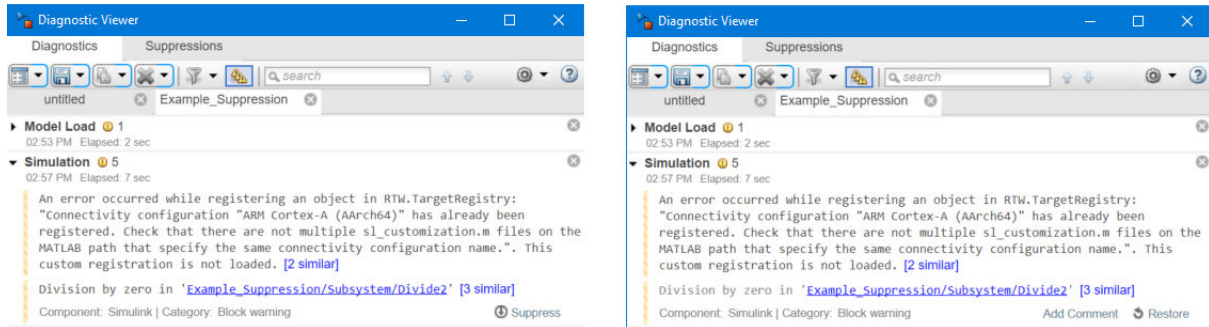 Diagnostic Viewer
Diagnostics Suppressions
search
untitled Example_Suppression
Model Load 1
02:53 PM Elapsed: 2 sec
Simulation 5
02:57 PM Elapsed: 7 sec
An error occurred while registering an object in RTW.TargetRegistry:
"Connectivity configuration "ARM Cortex-A (AArch64)" has already been
registered. Check that there are not multiple sl_customization.m files on the
MATLAB path that specify the same connectivity configuration name.". This
custom registration is not loaded. [2 similar]
Division by zero in 'Example_Suppression/Subsystem/Divide2' [3 similar]
Component: Simulink | Category: Block warning Suppress
Diagnostic Viewer
Diagnostics Suppressions
search
untitled Example_Suppression
Model Load 1
02:53 PM Elapsed: 2 sec
Simulation 5
02:57 PM Elapsed: 7 sec
An error occurred while registering an object in RTW.TargetRegistry:
"Connectivity configuration "ARM Cortex-A (AArch64)" has already been
registered. Check that there are not multiple sl_customization.m files on the
MATLAB path that specify the same connectivity configuration name.". This
custom registration is not loaded. [2 similar]
Division by zero in 'Example_Suppression/Subsystem/Divide2' [3 similar]
Component: Simulink | Category: Block warning Add Comment Restore